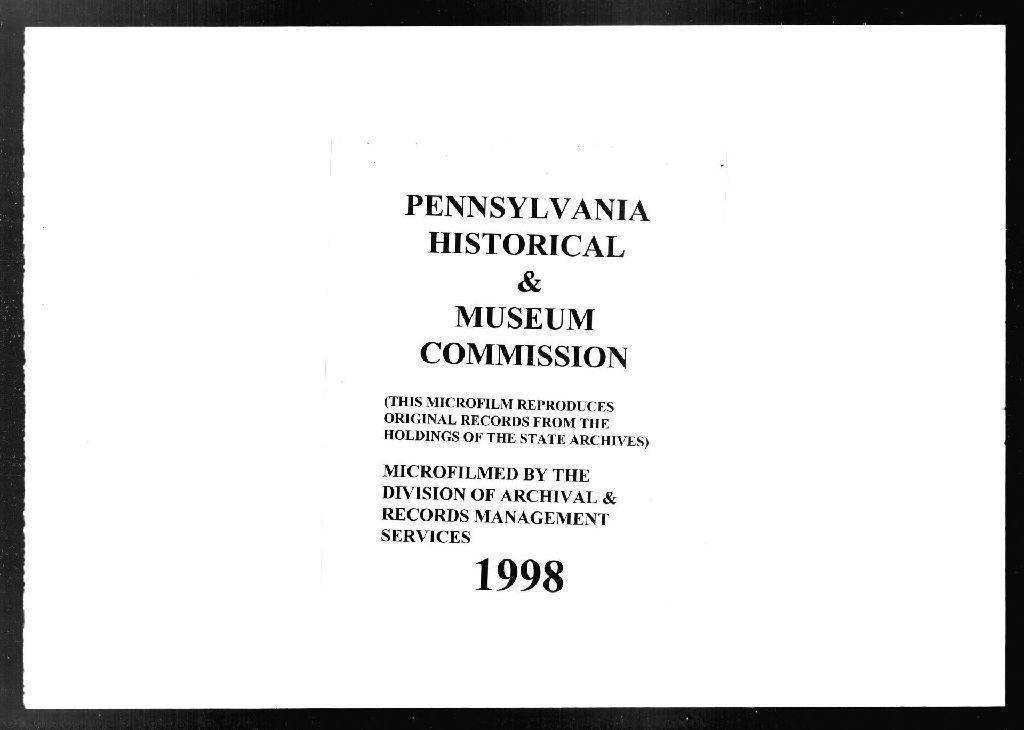 PENNSYLVANIA
HISTORICAL
&
MUSEUM
COMMISSION
(THIS MICROFILM REPRODUCES
ORIGINAL RECORDS FROM THE
HOLDINGS OF THE STATE ARCHIVES)
MICROFILMED BY THE
DIVISION OF ARCHIVAL &
RECORDS MANAGEMENT
SERVICES
1998